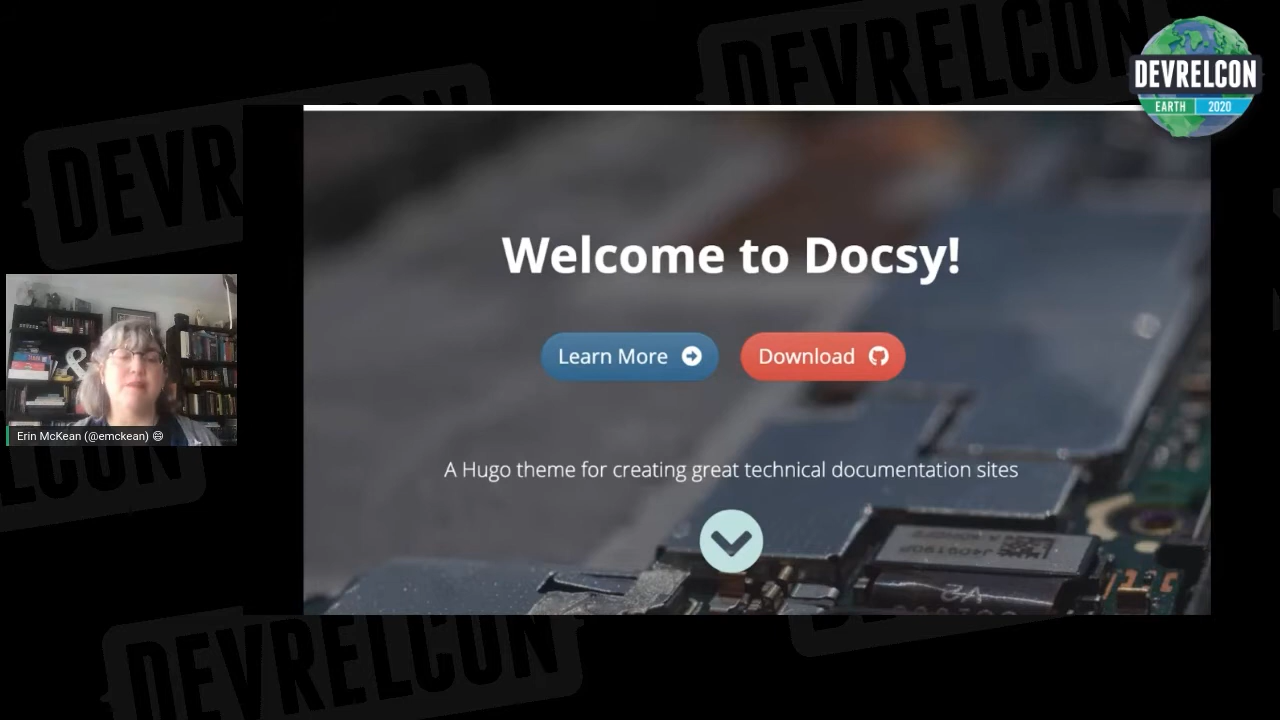 DEVRELCON
DEVRELCON
EARTH 2020
DEVR
Welcome to Docsy!
Learn More
Download
A Hugo theme for creating great technical documentation sites
Erin McKean (@emckean) 😄
DEVRELCON